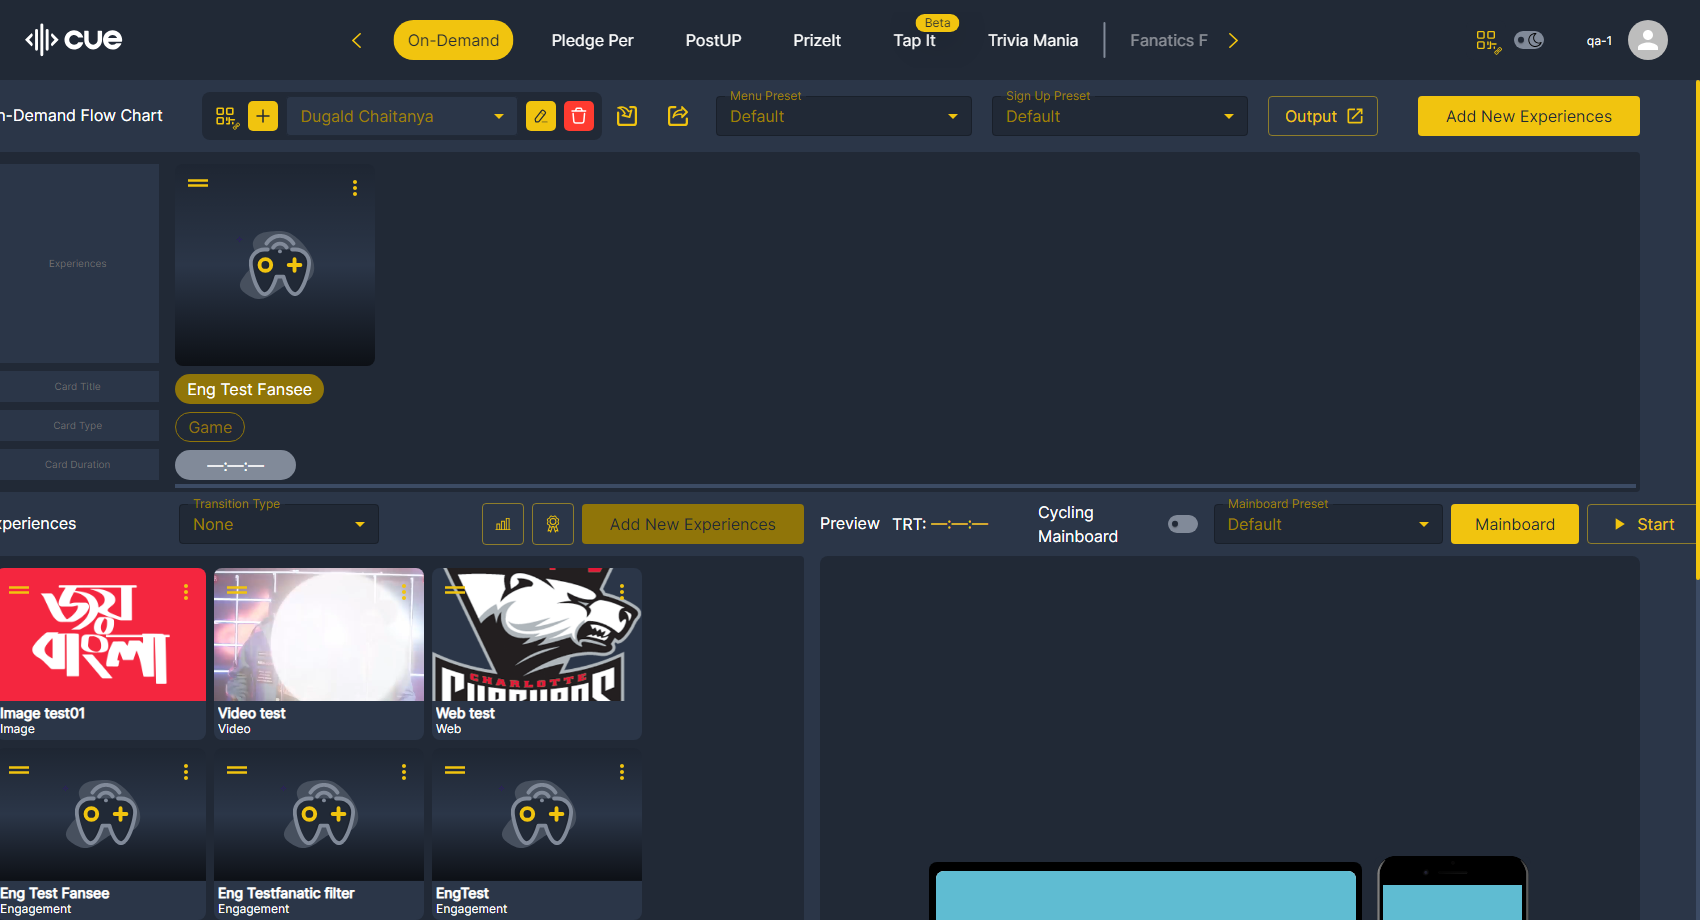 cue
On-Demand
Pledge Per
PostUP
PrizeIt
Beta
Tap It
Trivia Mania
Fanatics F
qa-1
n-Demand Flow Chart
Dugald Chaitanya
Menu Preset
Default
Sign Up Preset
Default
Output
Add New Experiences
Experiences
Card Title
Card Type
Card Duration
Eng Test Fansee
Game
—:—:—
xperiences
Transition Type
None
Add New Experiences
Preview
TRT: —:—:—
Cycling
Mainboard
Mainboard Preset
Default
Mainboard
Start
জয়
বাংলা
Image test01
Image
Video test
Video
CHARLOTTE
Web test
Web
Eng Test Fansee
Engagement
Eng Testfanatic filter
Engagement
EngTest
Engagement